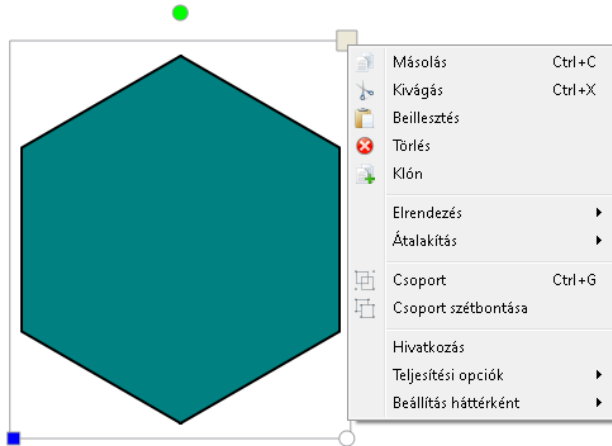 Másolás Ctrl+C
Kivágás Ctrl+X
Beillesztés
Törlés
Klón
Elrendezés
Átalakítás
Csoport Ctrl+G
Csoport szétbontása
Hivatkozás
Teljesítési opciók
Beállítás háttérként